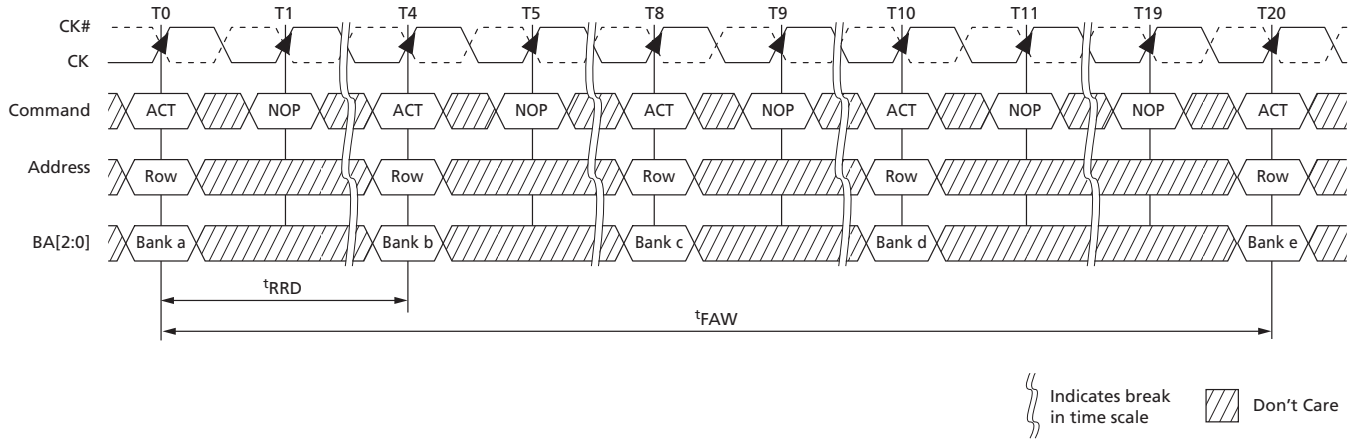 T0 T1 T4 T5 T8 T9 T10 T11 T19 T20
CK#
CK
Command ACT NOP ACT NOP ACT NOP ACT NOP NOP ACT
Address Row Row Row Row Row
BA[2:0] Bank a Bank b Bank c Bank d Bank e
tRRD
tFAW
Indicates break
in time scale
Don't Care